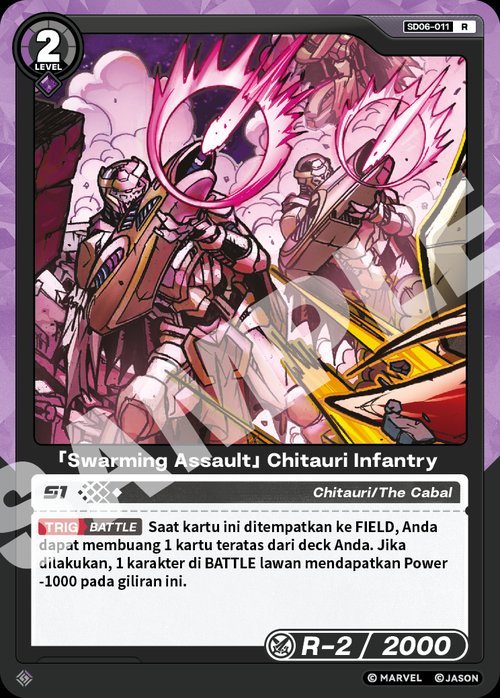 SD06-011 R
2
LEVEL
「Swarming Assault」 Chitauri Infantry
S1
Chitauri/The Cabal
TRIG BATTLE Saat kartu ini ditempatkan ke FIELD, Anda
dapat membuang 1 kartu teratas dari deck Anda. Jika
dilakukan, 1 karakter di BATTLE lawan mendapatkan Power
-1000 pada giliran ini.
R-2 / 2000
© MARVEL © JASON
SAMPLE